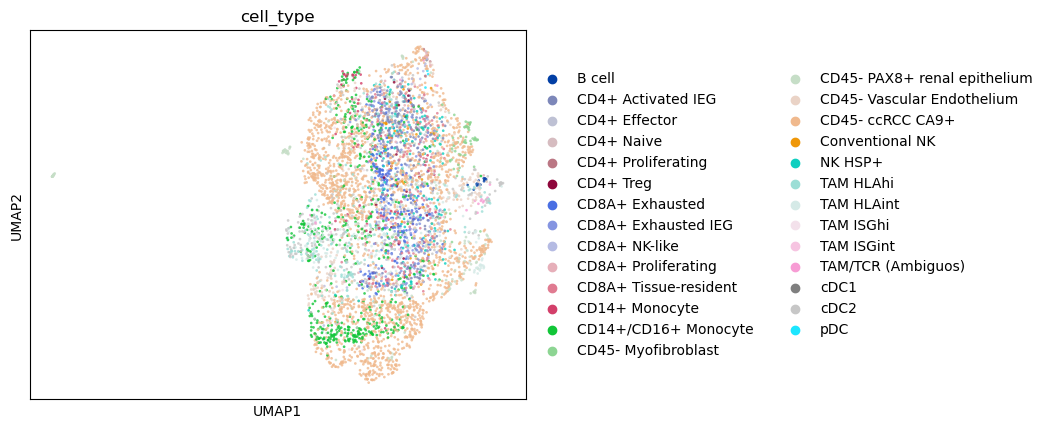 cell_type
UMAP2
UMAP1
B cell
CD4+ Activated IEG
CD4+ Effector
CD4+ Naive
CD4+ Proliferating
CD4+ Treg
CD8A+ Exhausted
CD8A+ Exhausted IEG
CD8A+ NK-like
CD8A+ Proliferating
CD8A+ Tissue-resident
CD14+ Monocyte
CD14+/CD16+ Monocyte
CD45- Myofibroblast
CD45- PAX8+ renal epithelium
CD45- Vascular Endothelium
CD45- ccRCC CA9+
Conventional NK
NK HSP+
TAM HLAhi
TAM HLAint
TAM ISGhi
TAM ISGint
TAM/TCR (Ambiguos)
cDC1
cDC2
pDC